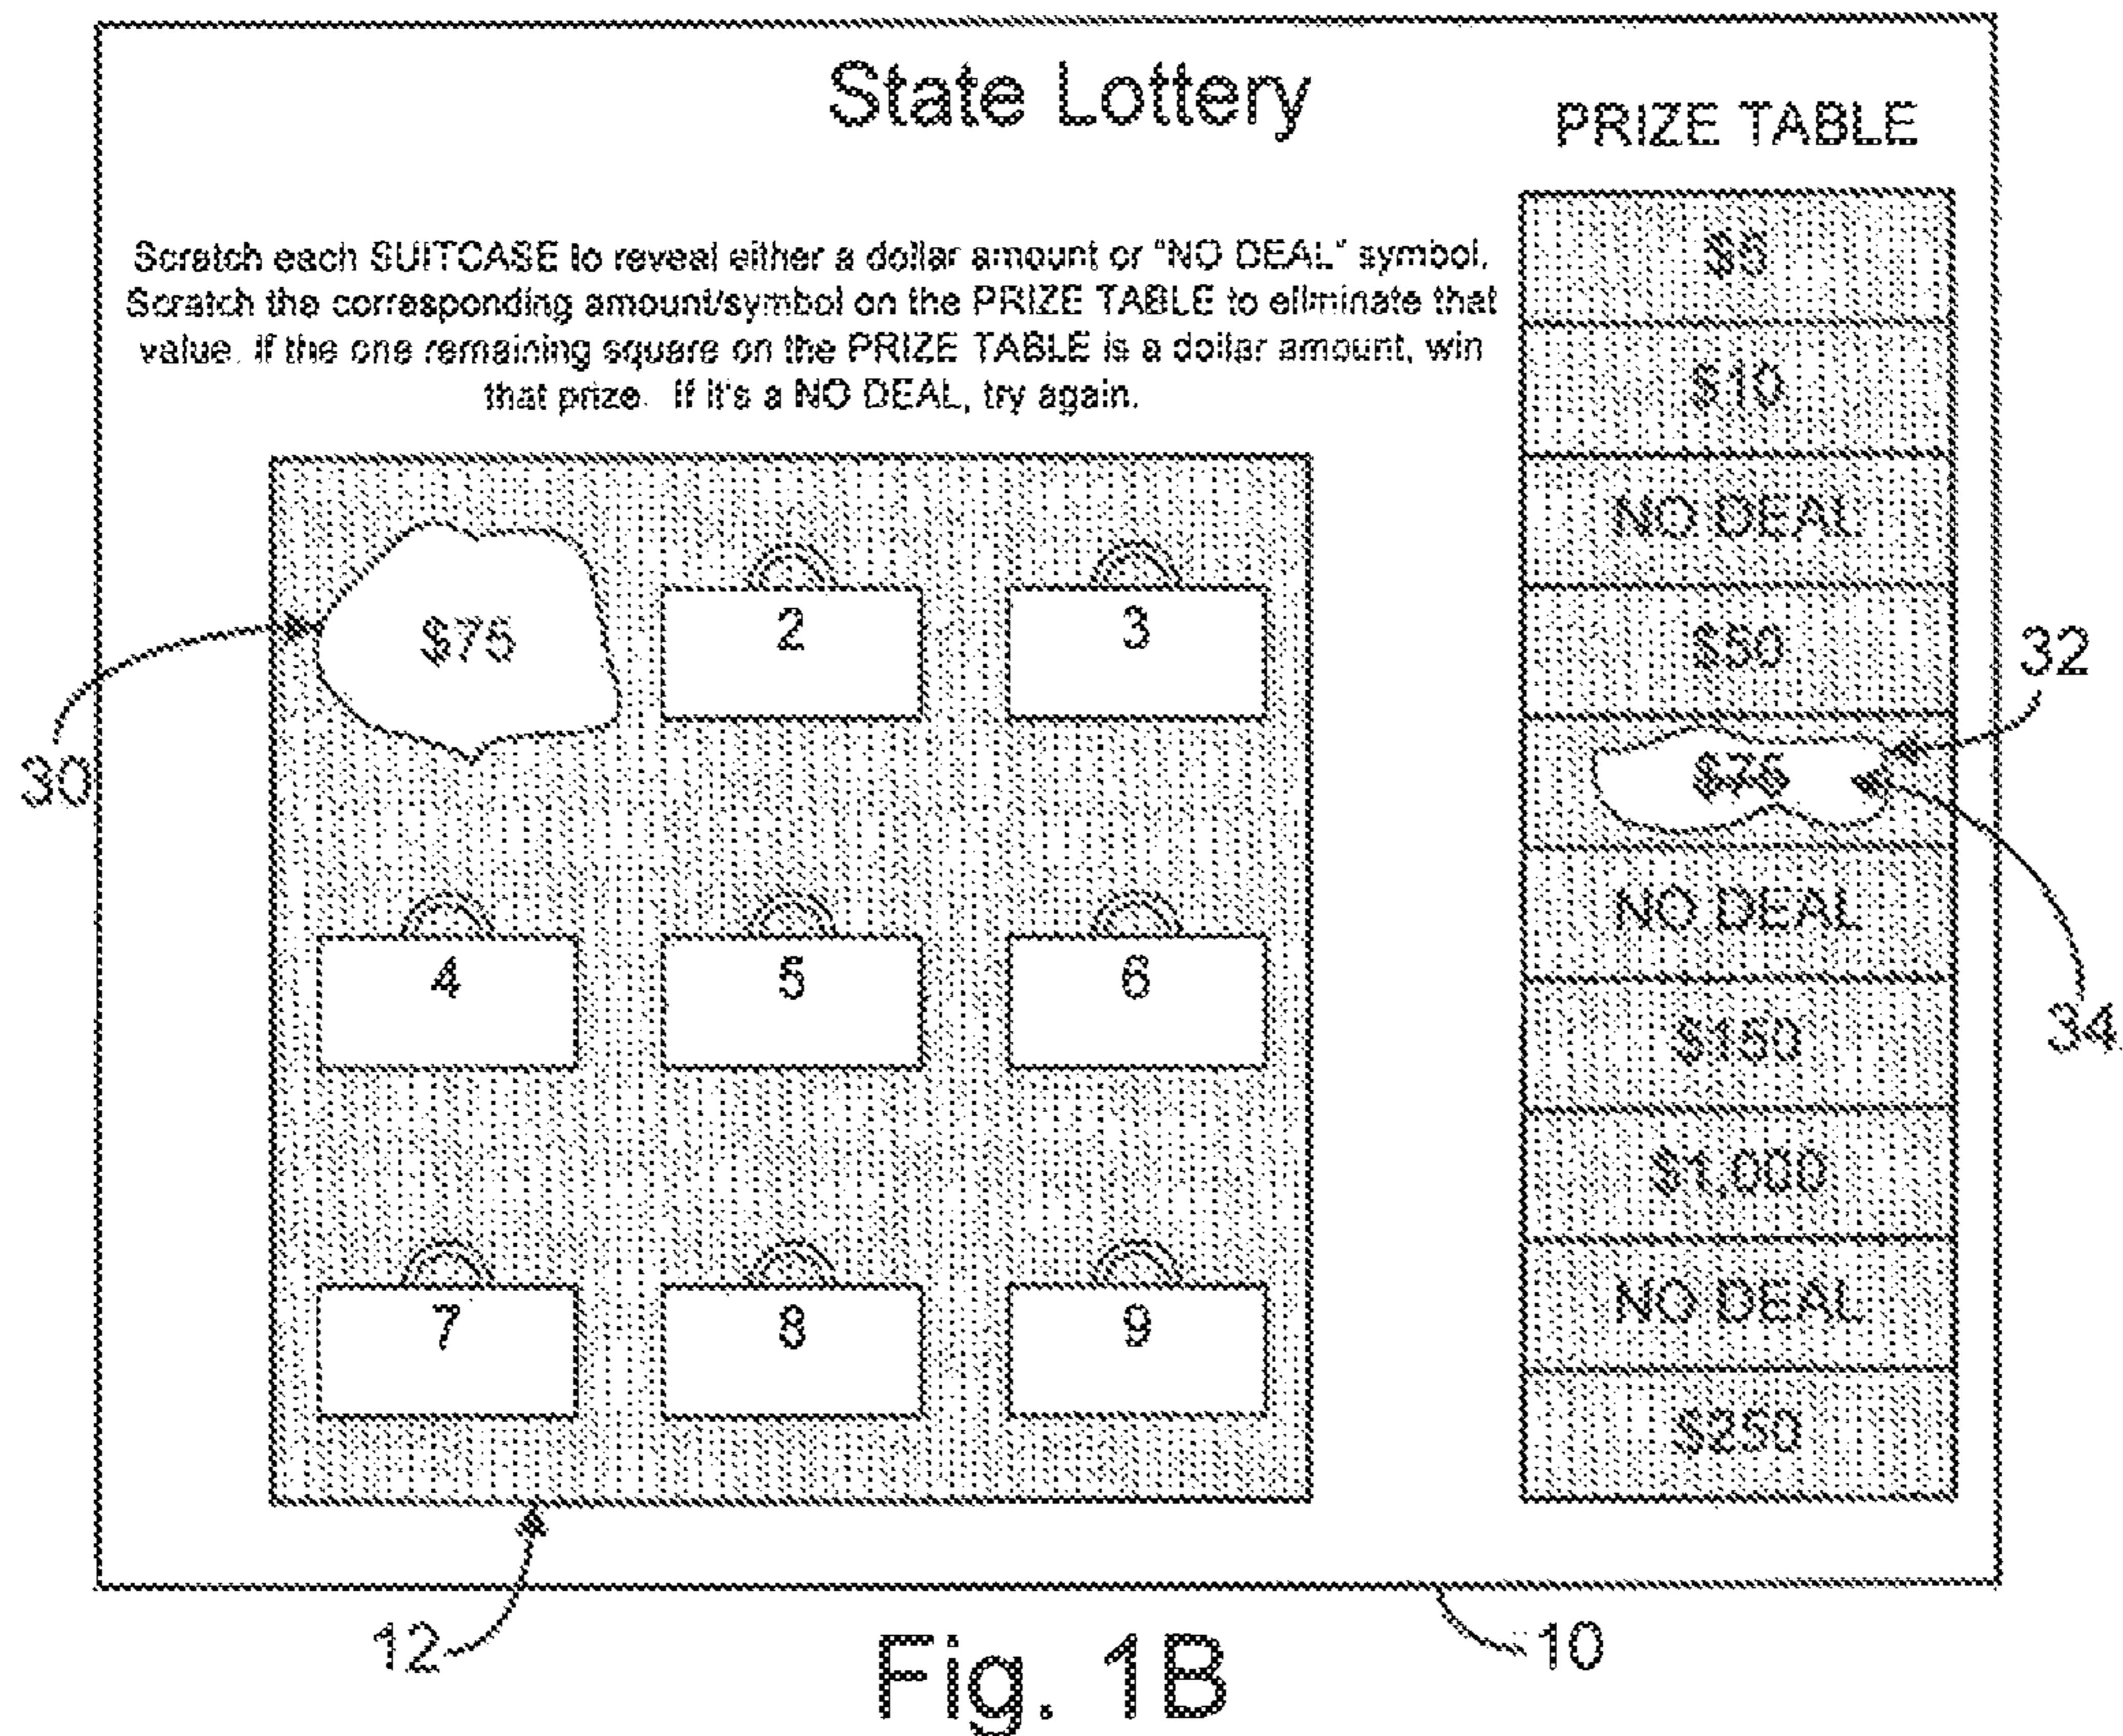 State Lottery
PRIZE TABLE
Scratch each SUITCASE to reveal either a dollar amount or "NO DEAL" symbol.
Scratch the corresponding amount/symbol on the PRIZE TABLE to eliminate that
value. If the one remaining square on the PRIZE TABLE is a dollar amount, win
that prize. If it's a NO DEAL, try again.
$75
2
3
4
5
6
7
8
9
$5
$10
NO DEAL
$50
$75
NO DEAL
$150
$1,000
NO DEAL
$250
30
32
34
12
10
Fig. 1B